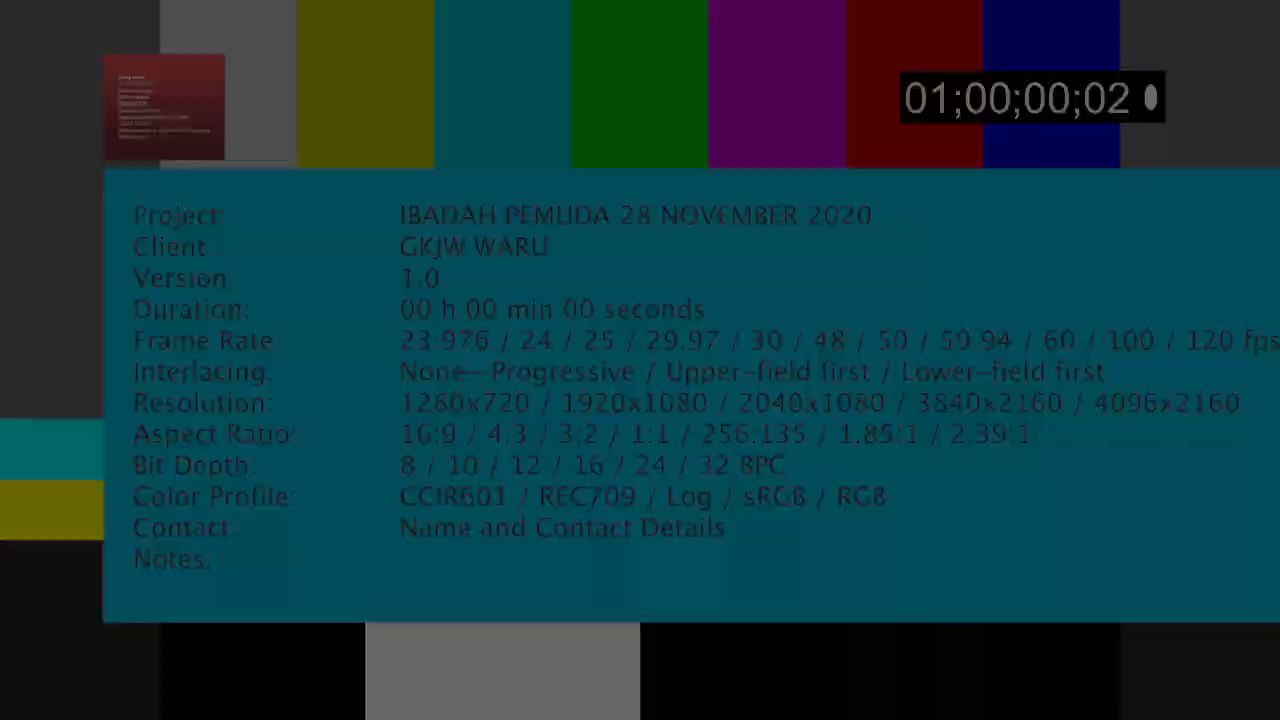 01;00;00;02
Project: IBADAH PEMUDA 28 NOVEMBER 2020
Client: GKJW WARU
Version: 1.0
Duration: 00 h 00 min 00 seconds
Frame Rate: 23.976 / 24 / 25 / 29.97 / 30 / 48 / 50 / 59.94 / 60 / 100 / 120 fps
Interlacing: None—Progressive / Upper-field first / Lower-field first
Resolution: 1280x720 / 1920x1080 / 2040x1080 / 3840x2160 / 4096x2160
Aspect Ratio: 16:9 / 4:3 / 3:2 / 1:1 / 256:135 / 1.85:1 / 2.39:1
Bit Depth: 8 / 10 / 12 / 16 / 24 / 32 BPC
Color Profile: CCIR601 / REC709 / Log / sRGB / RGB
Contact: Name and Contact Details
Notes: